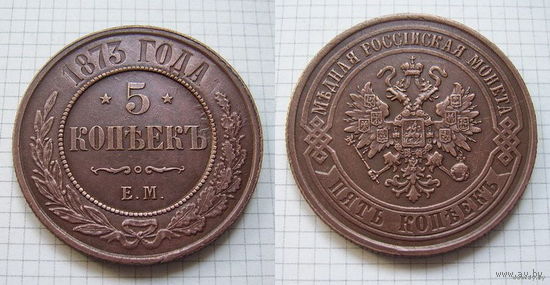 1873 ГОДА
5
КОПѢЕКЪ
Е.М.
МѢДНАЯ РОССІЙСКАЯ МОНЕТА
ПЯТЬ КОПѢЕКЪ
www.ay.by